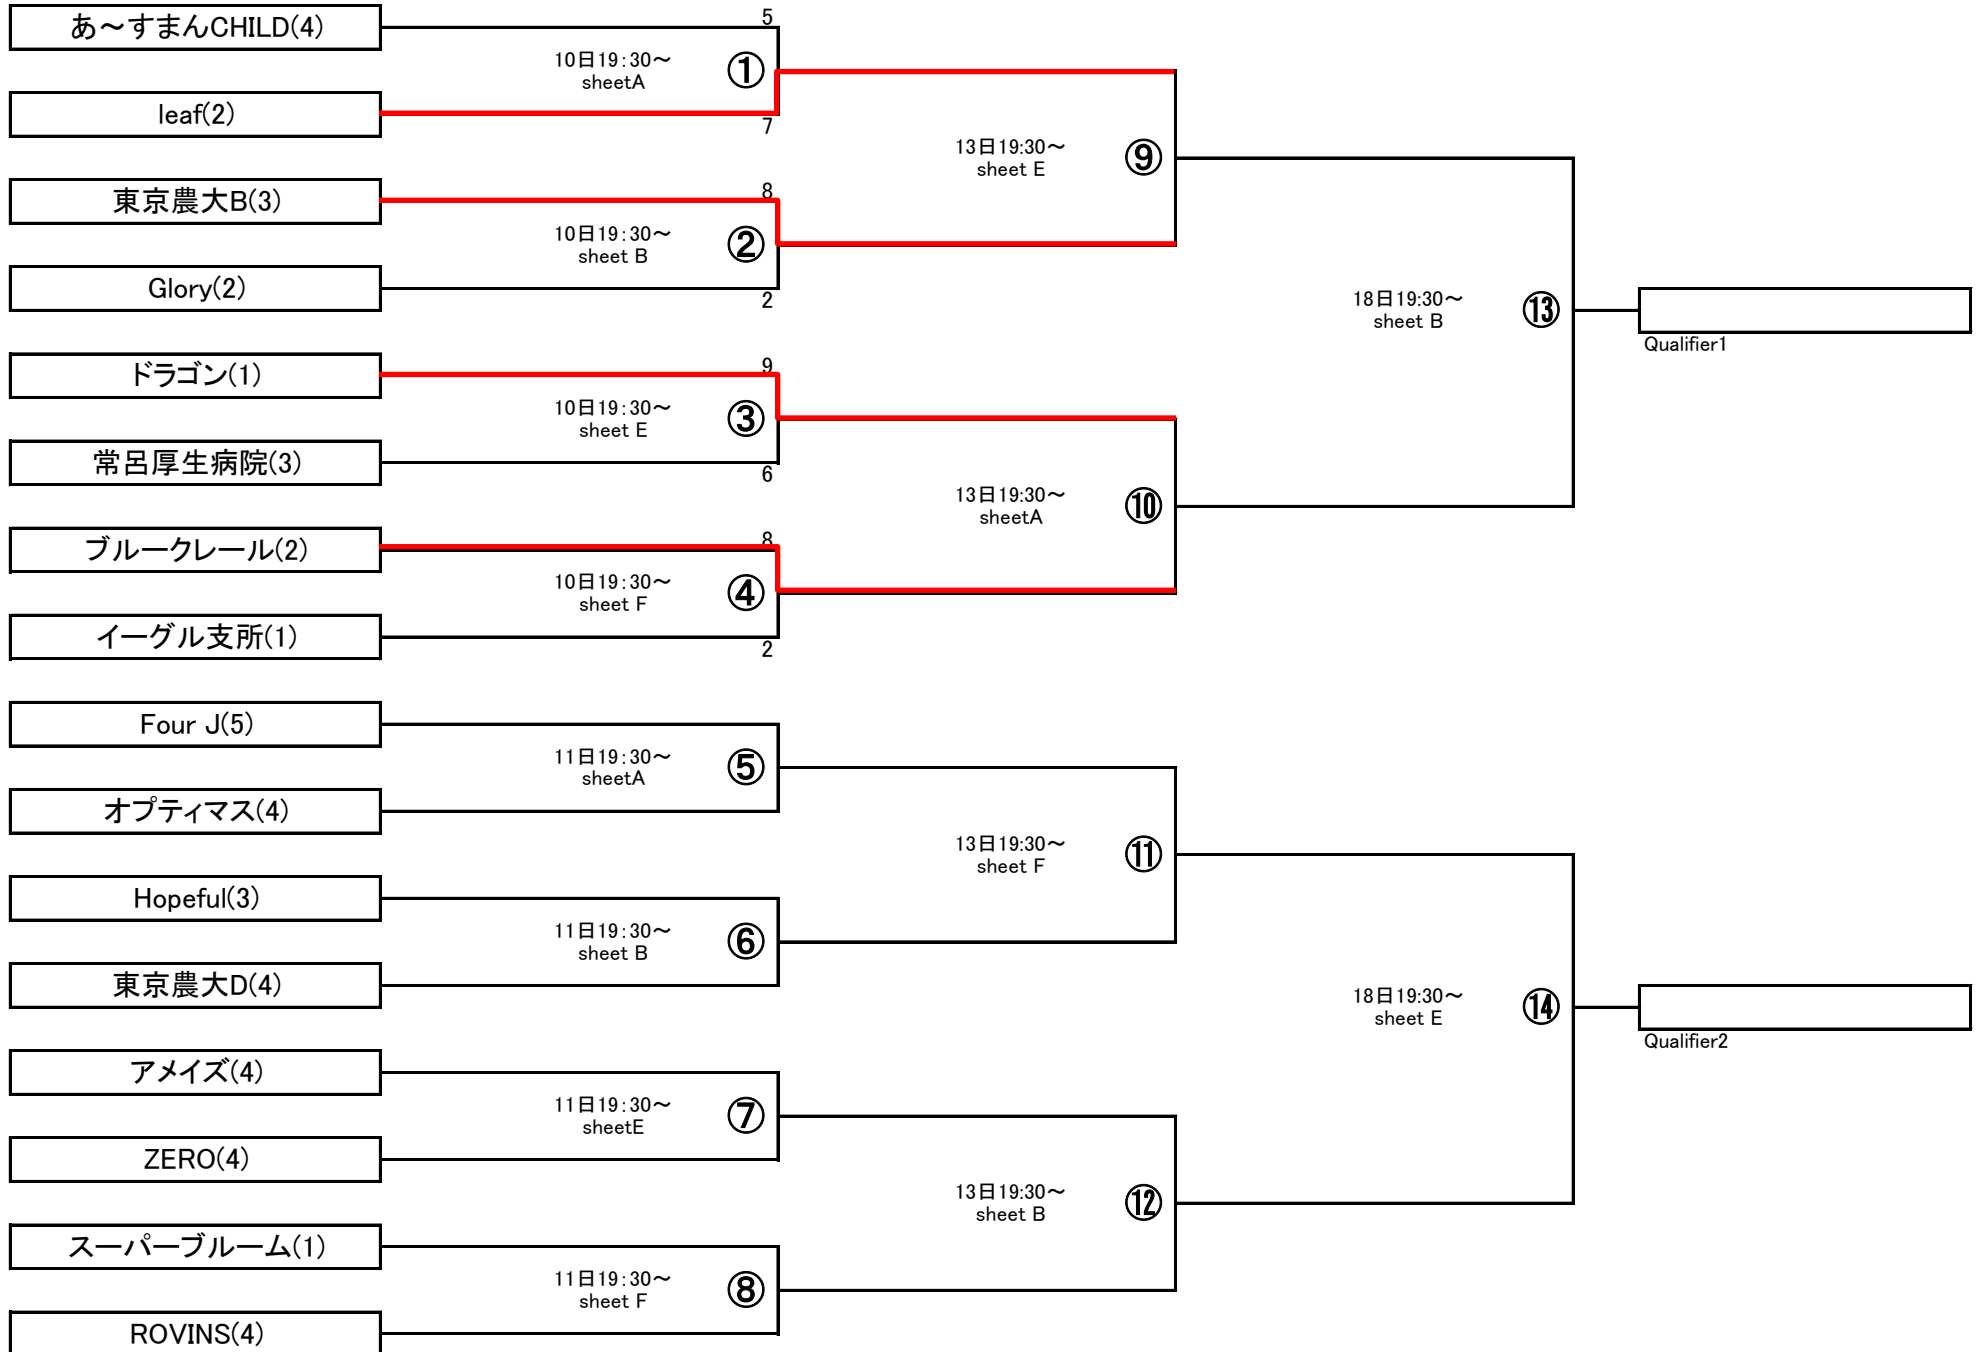 あ～すまんCHILD(4)
5
10日19：30～
sheetA
①
leaf(2)
7
13日19:30～
sheet E
⑨
東京農大B(3)
8
10日19：30～
sheet B
②
Glory(2)
2
18日19:30～
sheet B
⑬
Qualifier1
ドラゴン(1)
9
10日19：30～
sheet E
③
常呂厚生病院(3)
6
13日19:30～
sheetA
⑩
ブルークレール(2)
8
10日19：30～
sheet F
④
イーグル支所(1)
2
Four J(5)
11日19：30～
sheetA
⑤
オプティマス(4)
13日19:30～
sheet F
⑪
Hopeful(3)
11日19：30～
sheet B
⑥
東京農大D(4)
18日19:30～
sheet E
⑭
Qualifier2
アメイズ(4)
11日19：30～
sheetE
⑦
ZERO(4)
13日19:30～
sheet B
⑫
スーパーブルーム(1)
11日19：30～
sheet F
⑧
ROVINS(4)